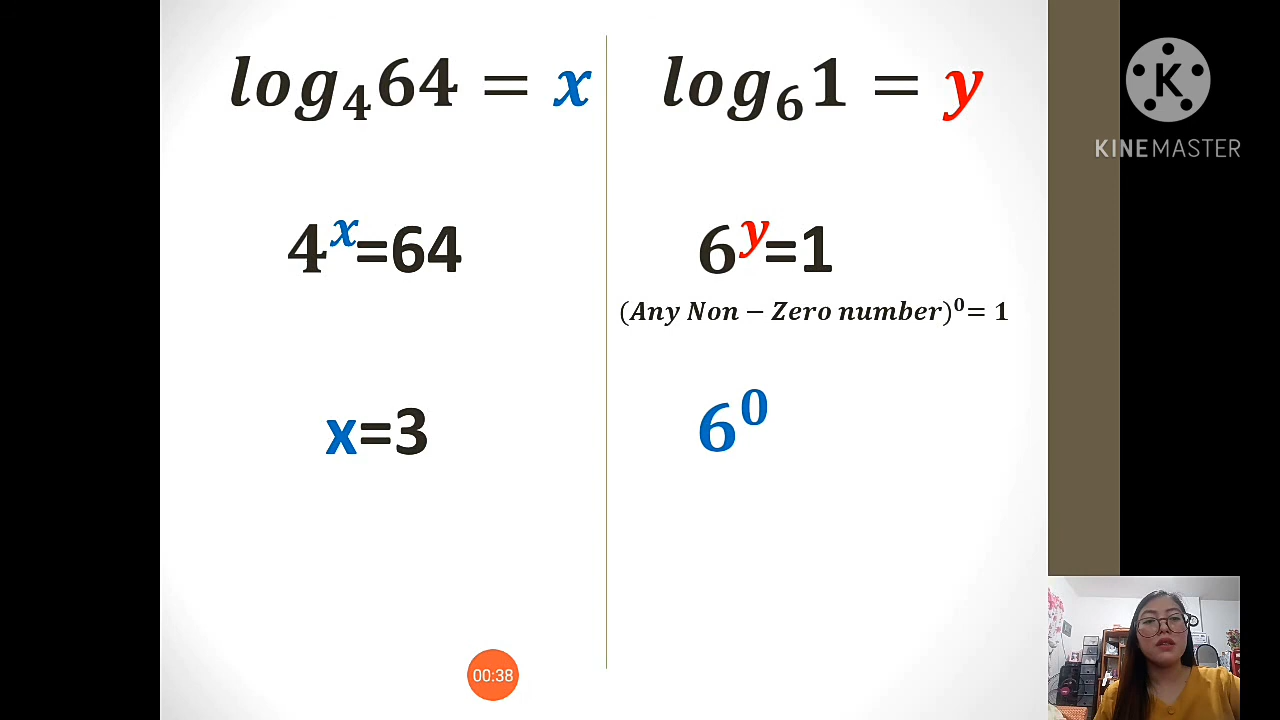 log₄64 = x
4ˣ=64
x=3
log₆1 = y
6ʸ=1
(Any Non − Zero number)⁰= 1
6⁰
K
KINEMASTER
00:38